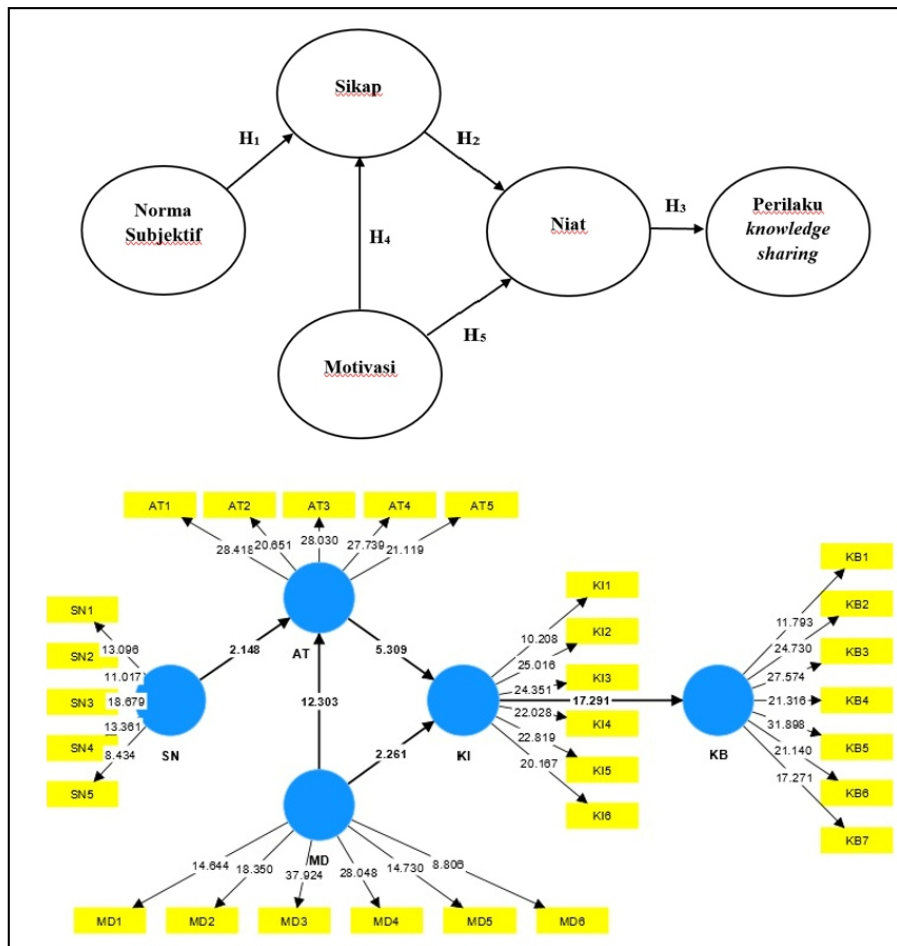 Sikap
H₁
H₂
Norma
Subjektif
H₄
Niat
H₃
Perilaku
knowledge
sharing
H₅
Motivasi
AT1
AT2
AT3
AT4
AT5
28.418
20.651
28.030
27.739
21.119
AT
SN1
SN2
SN3
SN4
SN5
13.096
11.017
18.679
13.361
8.434
SN
2.148
5.309
12.303
2.261
KI1
KI2
KI3
KI4
KI5
KI6
10.208
25.016
24.351
17.291
22.028
22.819
20.167
KI
KB1
KB2
KB3
KB4
KB5
KB6
KB7
11.793
24.730
27.574
21.316
31.898
21.140
17.271
KB
MD
14.644
18.350
37.924
28.048
14.730
8.806
MD1
MD2
MD3
MD4
MD5
MD6